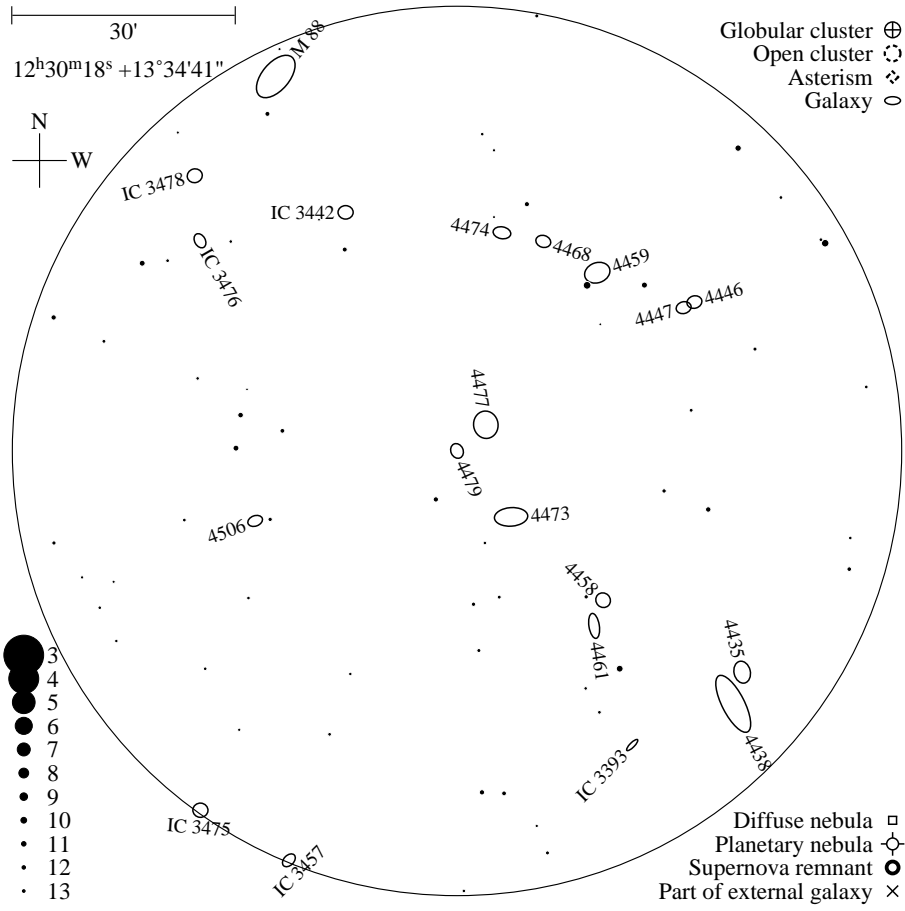 30'
12ʰ30ᵐ18ˢ +13°34'41"
N
W
Globular cluster
Open cluster
Asterism
Galaxy
M 88
IC 3478
IC 3442
IC 3476
4474
4468
4459
4447
4446
4477
4479
4473
4506
4458
4461
4435
4438
IC 3393
IC 3475
IC 3457
3
4
5
6
7
8
9
10
11
12
13
Diffuse nebula
Planetary nebula
Supernova remnant
Part of external galaxy